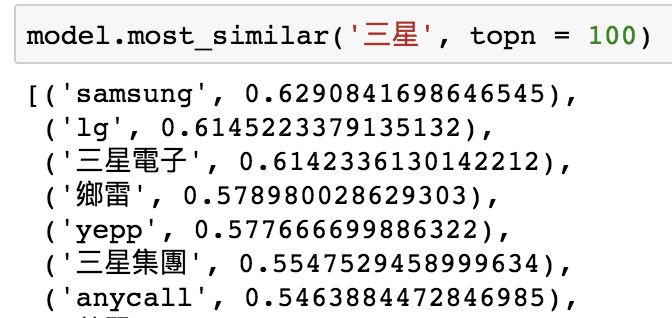 model.most_similar('三星', topn = 100)
[('samsung', 0.6290841698646545),
('lg', 0.6145223379135132),
('三星電子', 0.6142336130142212),
('鄉雷', 0.578980028629303),
('yepp', 0.577666699886322),
('三星集團', 0.5547529458999634),
('anycall', 0.5463884472846985),